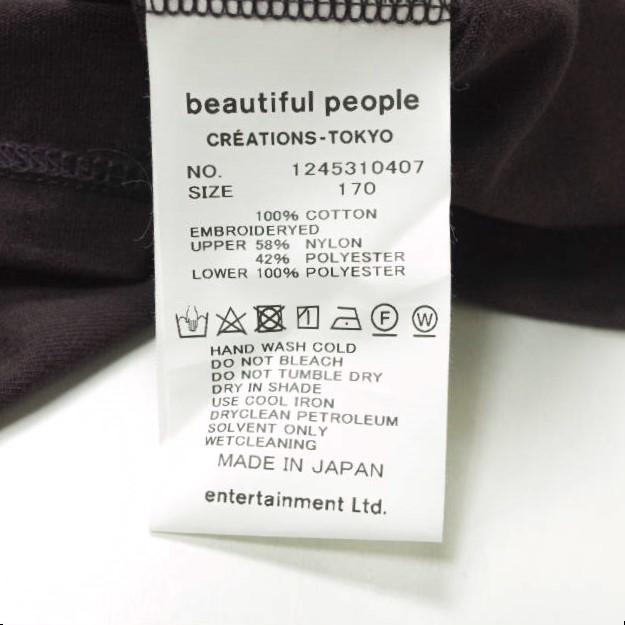 beautiful people
CRÉATIONS-TOKYO
NO. 1245310407
SIZE 170
100% COTTON
EMBROIDERYED
UPPER 58% NYLON
42% POLYESTER
LOWER 100% POLYESTER
F W
HAND WASH COLD
DO NOT BLEACH
DO NOT TUMBLE DRY
DRY IN SHADE
USE COOL IRON
DRYCLEAN PETROLEUM
SOLVENT ONLY
WETCLEANING
MADE IN JAPAN
entertainment Ltd.